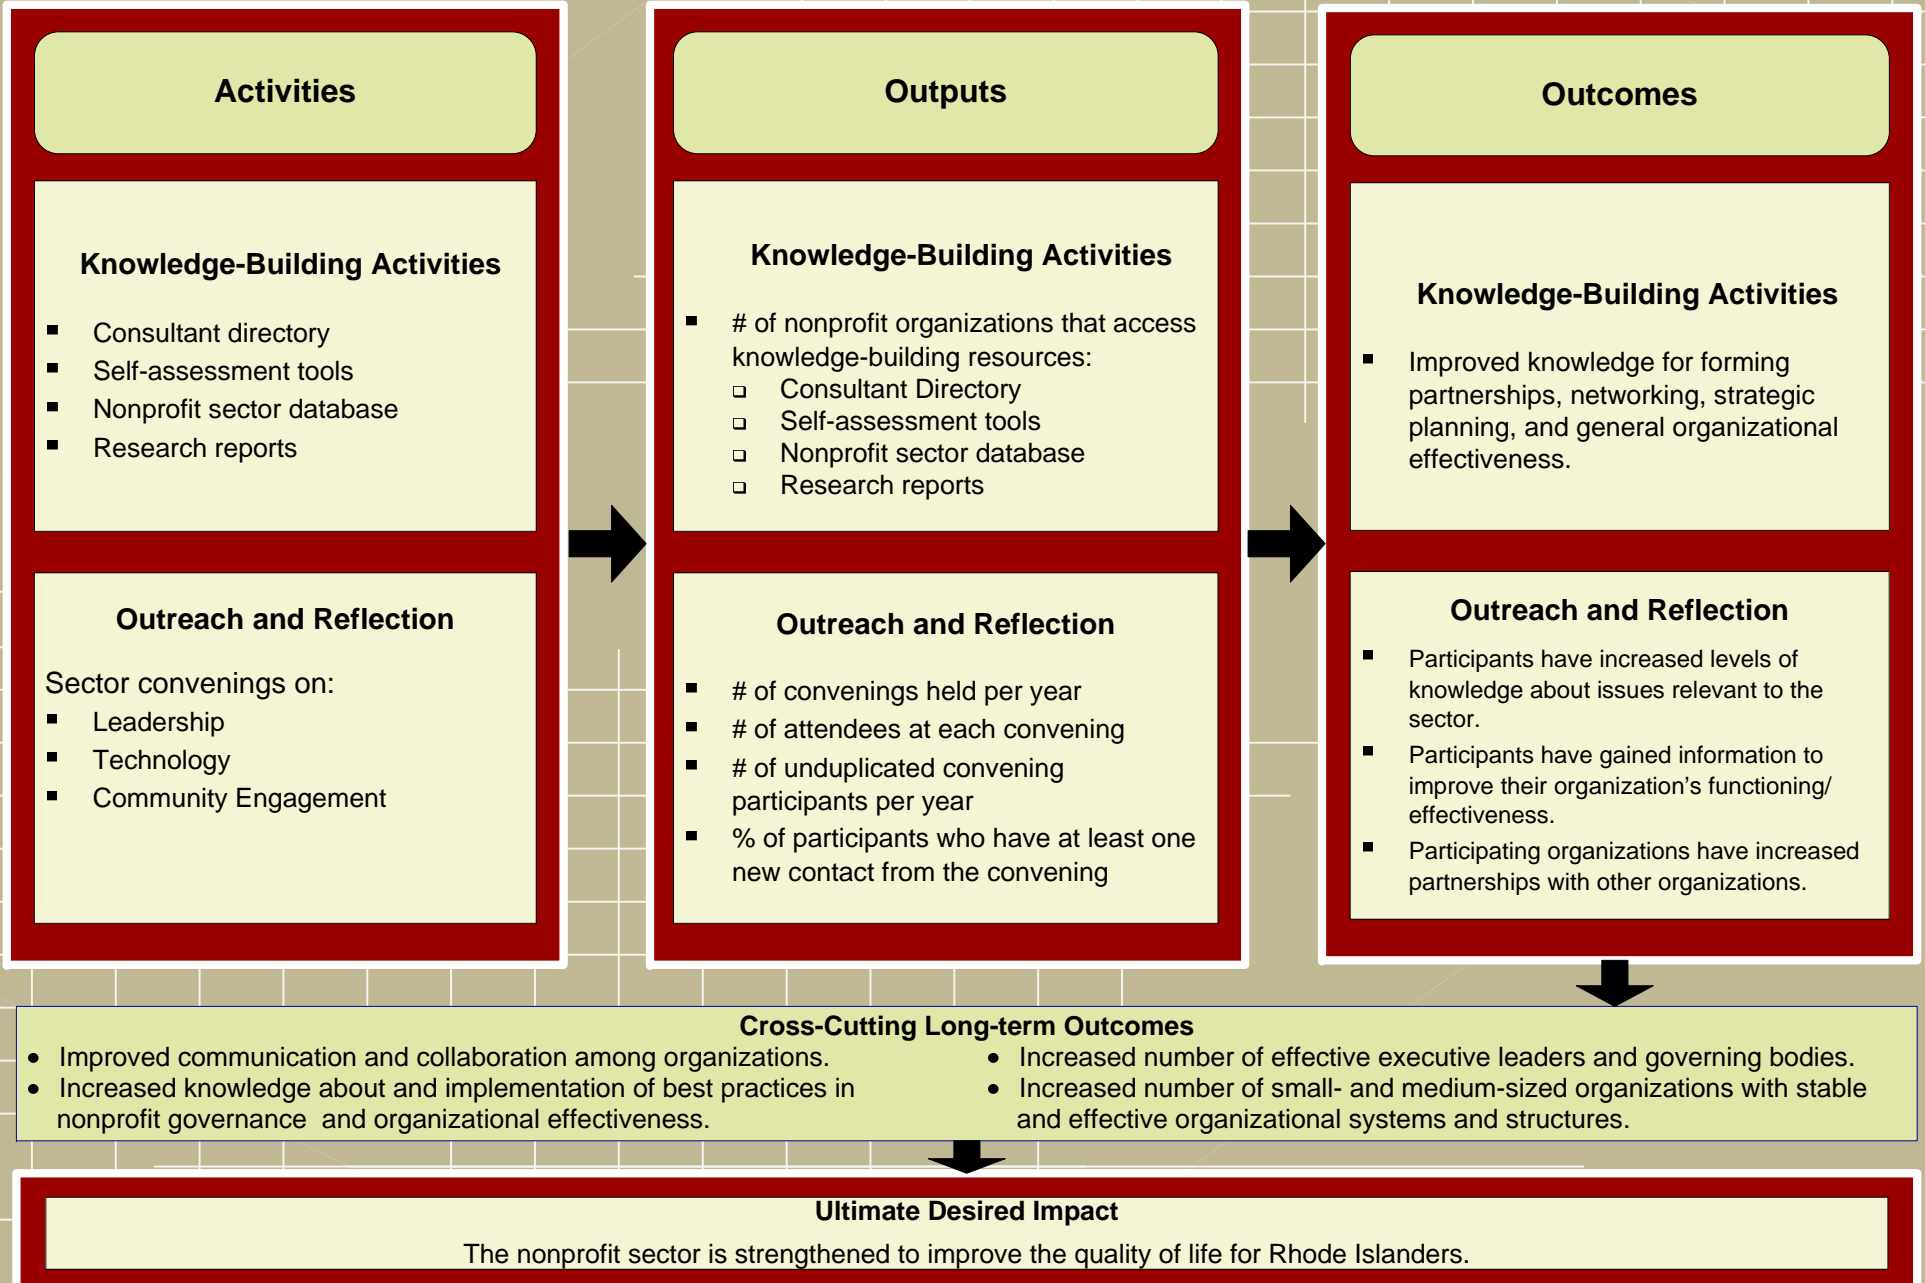 Activities
Knowledge-Building Activities
▪ Consultant directory
▪ Self-assessment tools
▪ Nonprofit sector database
▪ Research reports
Outreach and Reflection
Sector convenings on:
▪ Leadership
▪ Technology
▪ Community Engagement
Outputs
Knowledge-Building Activities
▪ # of nonprofit organizations that access
knowledge-building resources:
❑ Consultant Directory
❑ Self-assessment tools
❑ Nonprofit sector database
❑ Research reports
Outreach and Reflection
▪ # of convenings held per year
▪ # of attendees at each convening
▪ # of unduplicated convening
participants per year
▪ % of participants who have at least one
new contact from the convening
Outcomes
Knowledge-Building Activities
▪ Improved knowledge for forming
partnerships, networking, strategic
planning, and general organizational
effectiveness.
Outreach and Reflection
▪ Participants have increased levels of
knowledge about issues relevant to the
sector.
▪ Participants have gained information to
improve their organization’s functioning/
effectiveness.
▪ Participating organizations have increased
partnerships with other organizations.
Cross-Cutting Long-term Outcomes
• Improved communication and collaboration among organizations.
• Increased knowledge about and implementation of best practices in
nonprofit governance and organizational effectiveness.
• Increased number of effective executive leaders and governing bodies.
• Increased number of small- and medium-sized organizations with stable
and effective organizational systems and structures.
Ultimate Desired Impact
The nonprofit sector is strengthened to improve the quality of life for Rhode Islanders.